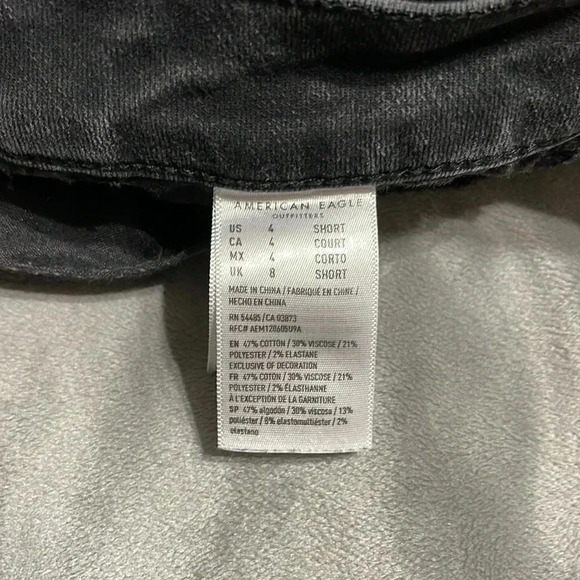 AMERICAN EAGLE
OUTFITTERS
US 4 SHORT
CA 4 COURT
MX 4 CORTO
UK 8 SHORT
MADE IN CHINA / FABRIQUÉ EN CHINE /
HECHO EN CHINA
RN 54485/CA 03873
RFC# AEM120605U9A
EN 47% COTTON / 30% VISCOSE / 21%
POLYESTER / 2% ELASTANE
EXCLUSIVE OF DECORATION
FR 47% COTON / 30% VISCOSE / 21%
POLYESTER / 2% ÉLASTHANNE
À L'EXCEPTION DE LA GARNITURE
SP 47% algodón / 30% viscosa / 13%
poliéster / 8% elastomultiéster / 2%
elastano